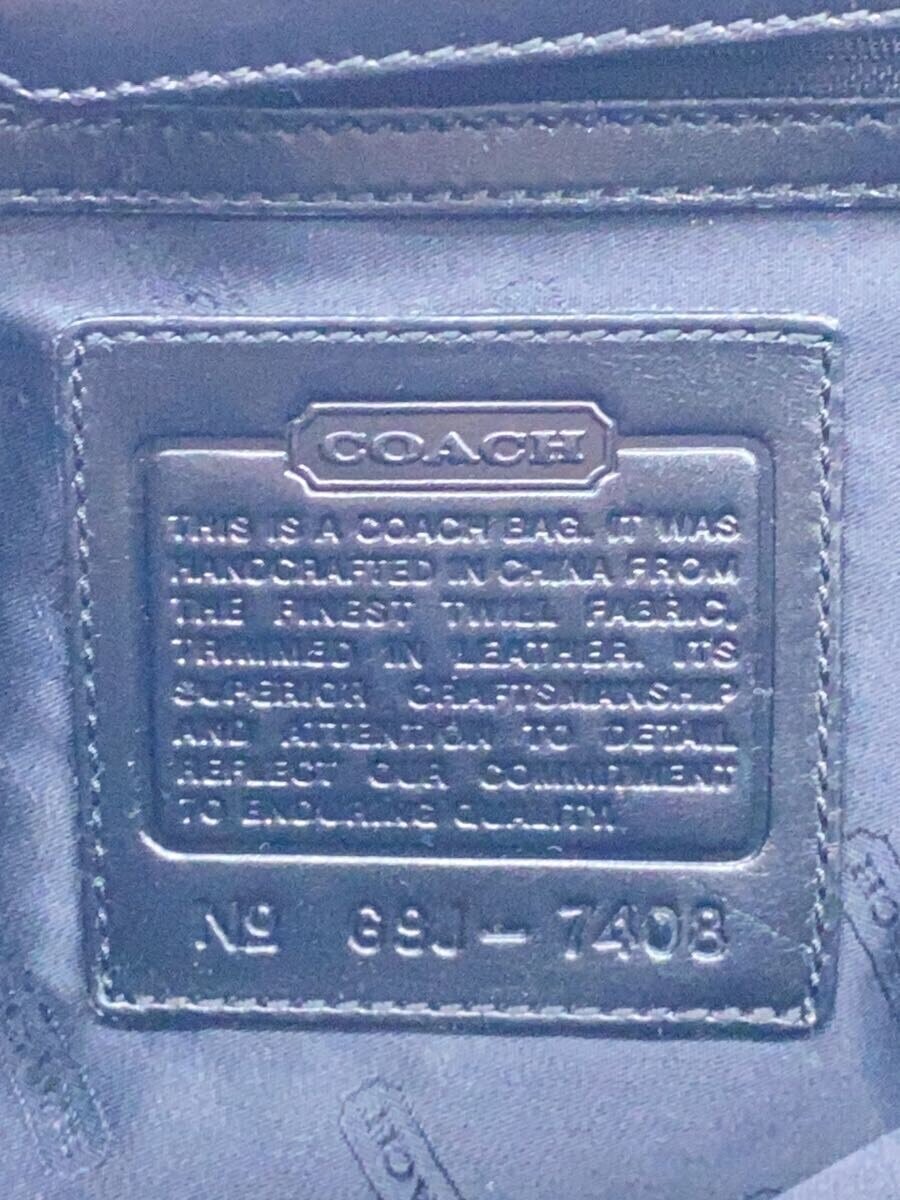 COACH
THIS IS A COACH BAG. IT WAS
HANDCRAFTED IN CHINA FROM
THE FINEST TWILL FABRIC,
TRIMMED IN LEATHER. ITS
SUPERIOR CRAFTSMANSHIP
AND ATTENTION TO DETAIL
REFLECT OUR COMMITMENT
TO ENDURING QUALITY.
Nº G9J-7408